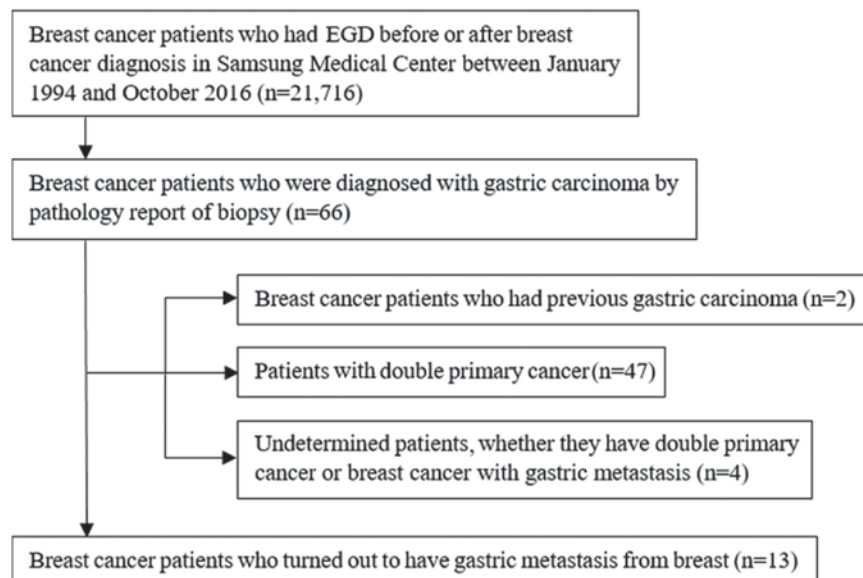 Breast cancer patients who had EGD before or after breast
cancer diagnosis in Samsung Medical Center between January
1994 and October 2016 (n=21,716)
Breast cancer patients who were diagnosed with gastric carcinoma by
pathology report of biopsy (n=66)
Breast cancer patients who had previous gastric carcinoma (n=2)
Patients with double primary cancer(n=47)
Undetermined patients, whether they have double primary
cancer or breast cancer with gastric metastasis (n=4)
Breast cancer patients who turned out to have gastric metastasis from breast (n=13)